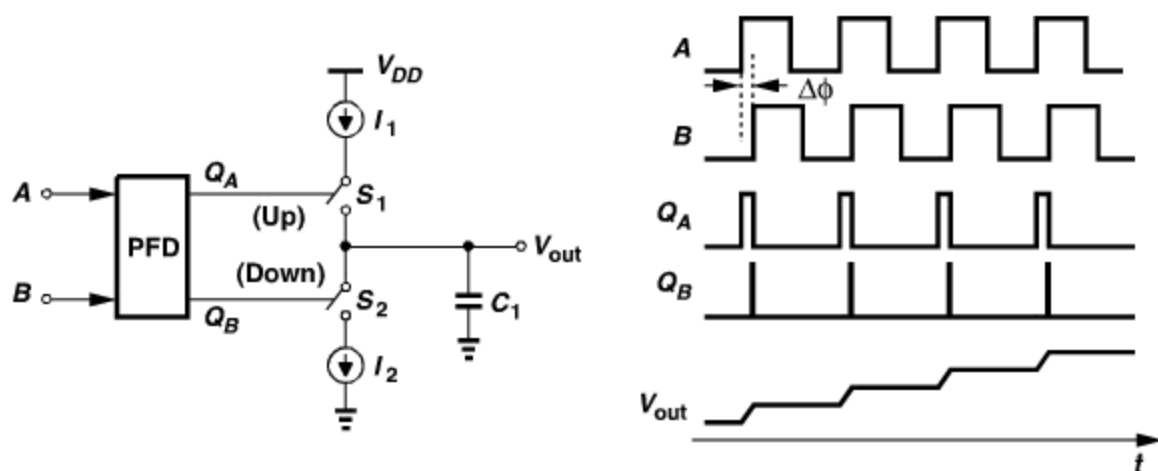 V_DD
I_1
A
Q_A
S_1
(Up)
PFD
V_out
(Down)
B
S_2
C_1
Q_B
I_2
A
Δϕ
B
Q_A
Q_B
V_out
t